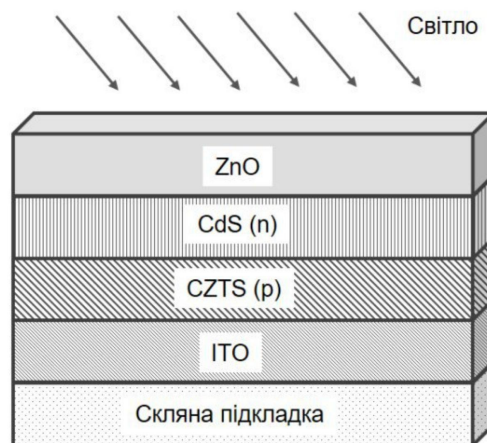 Світло
ZnO
CdS (n)
CZTS (p)
ITO
Скляна підкладка